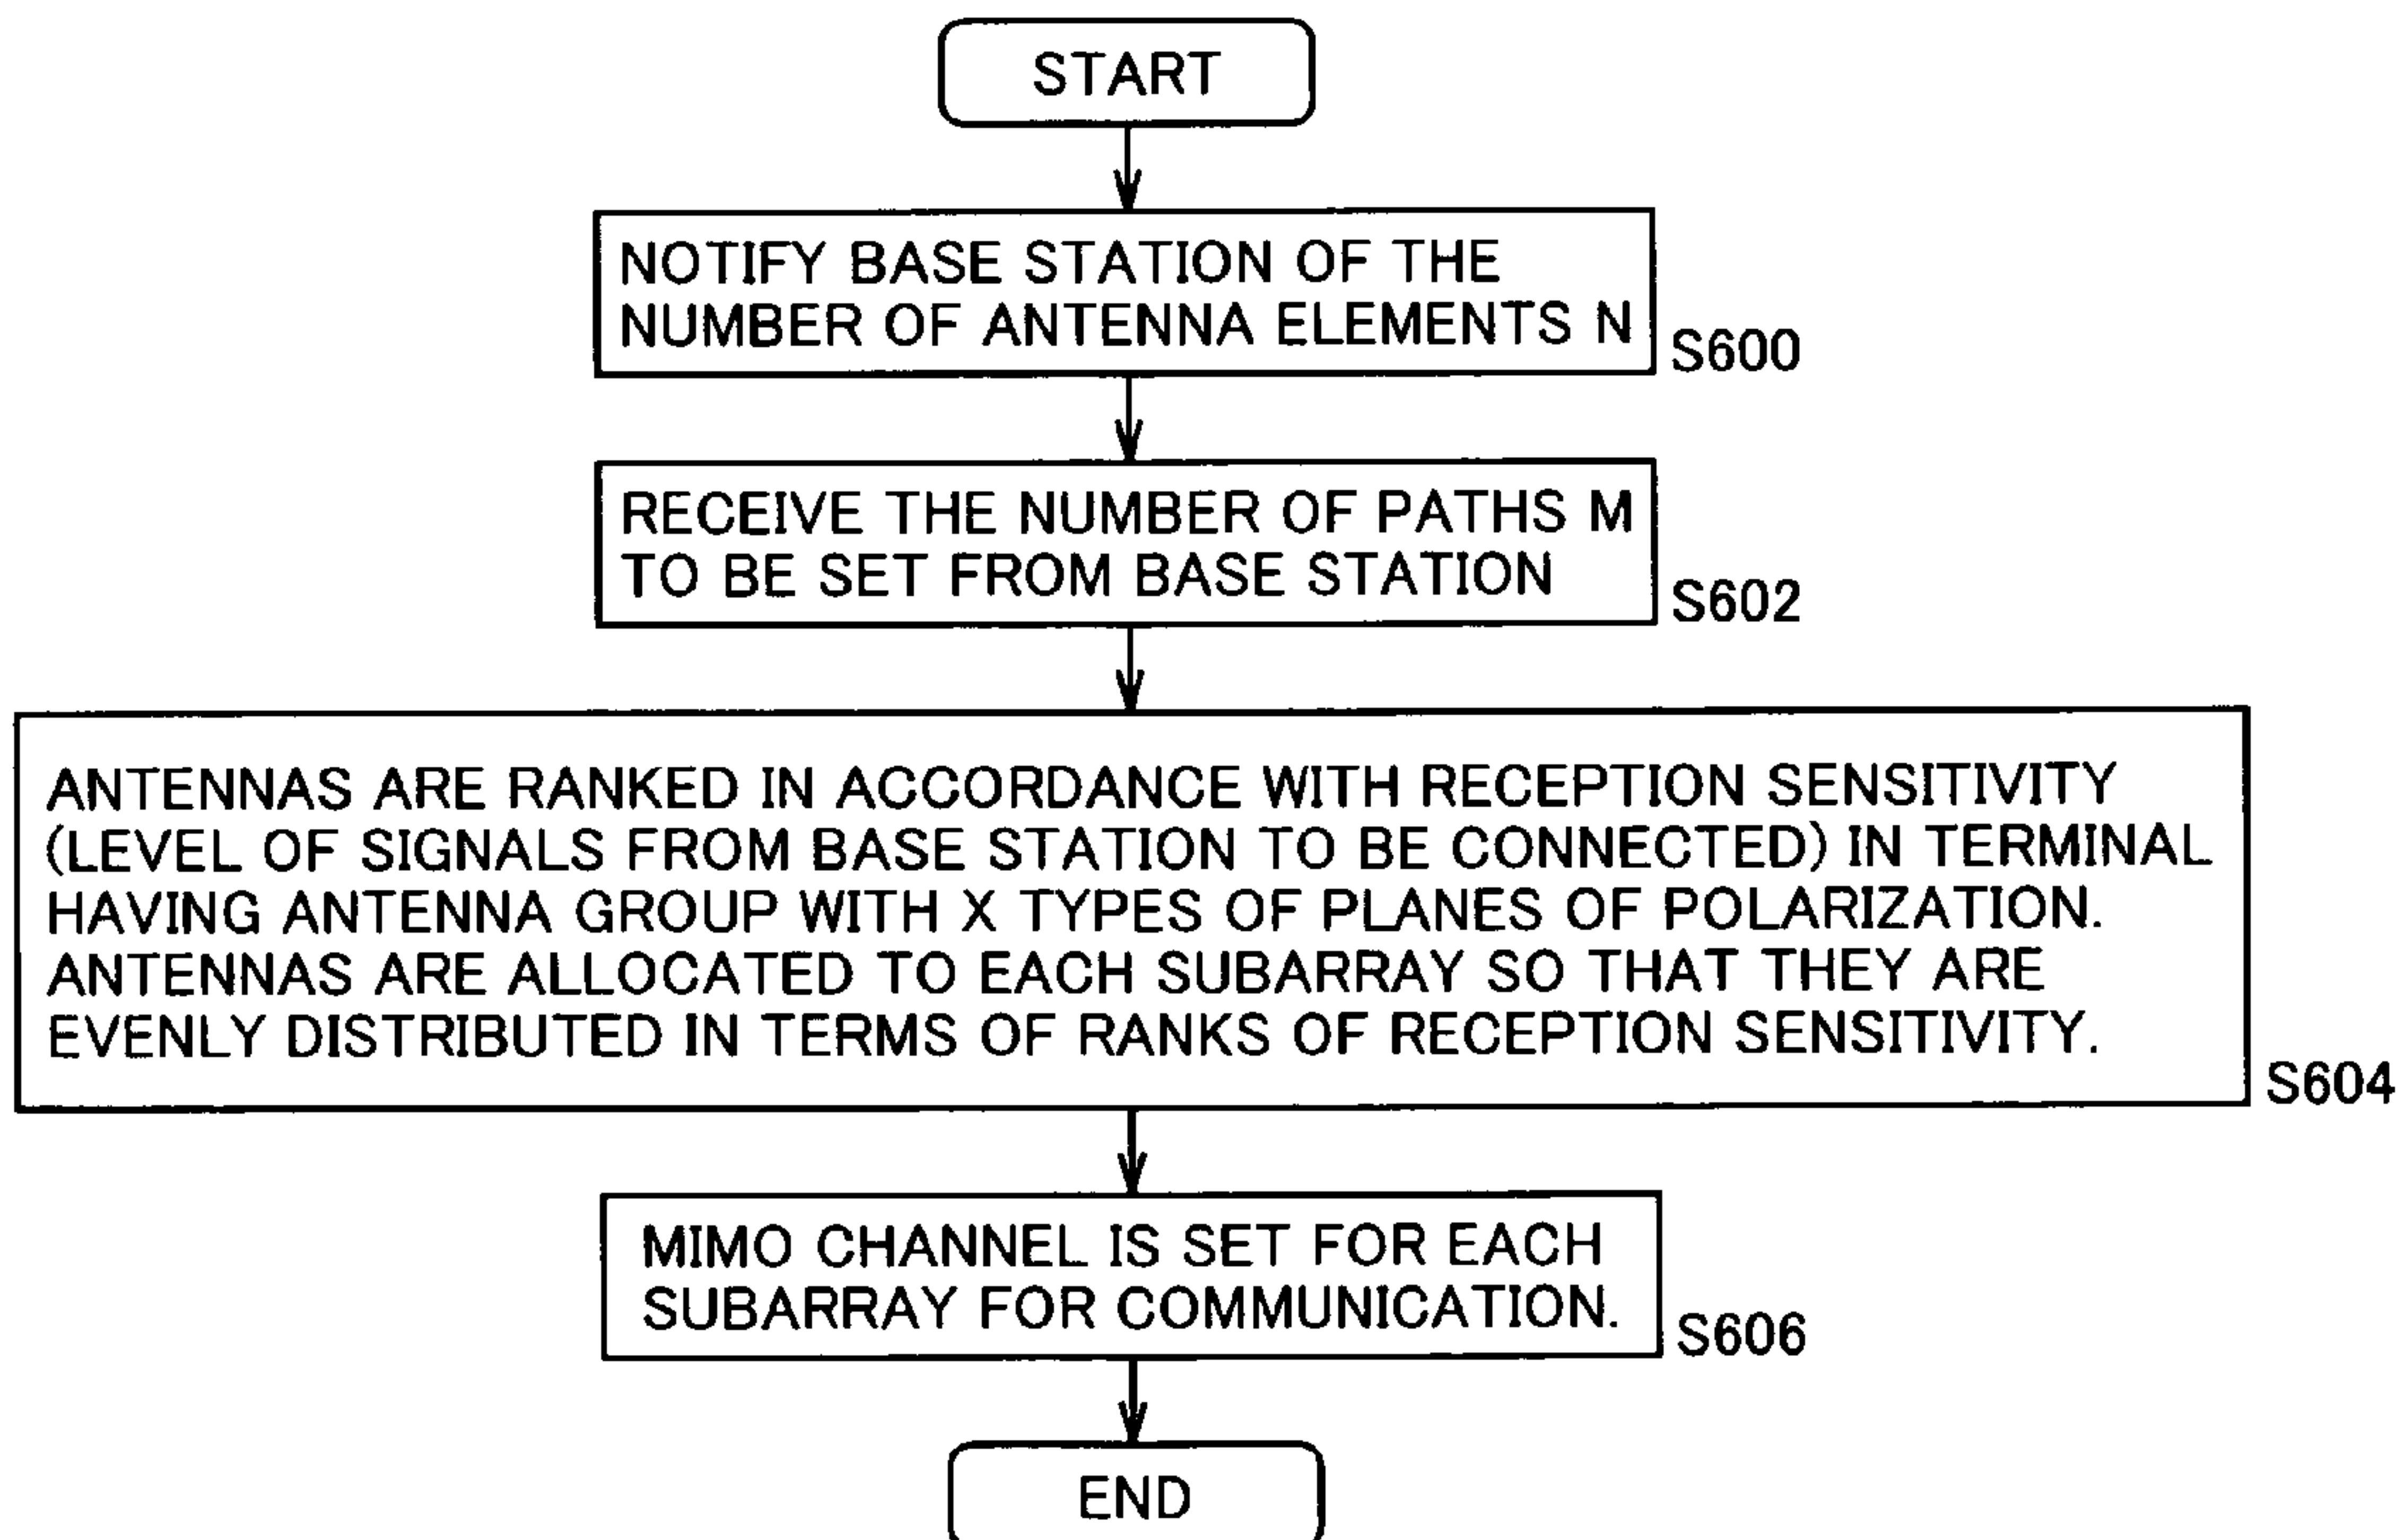 START
NOTIFY BASE STATION OF THE
NUMBER OF ANTENNA ELEMENTS N
S600
RECEIVE THE NUMBER OF PATHS M
TO BE SET FROM BASE STATION
S602
ANTENNAS ARE RANKED IN ACCORDANCE WITH RECEPTION SENSITIVITY
(LEVEL OF SIGNALS FROM BASE STATION TO BE CONNECTED) IN TERMINAL
HAVING ANTENNA GROUP WITH X TYPES OF PLANES OF POLARIZATION.
ANTENNAS ARE ALLOCATED TO EACH SUBARRAY SO THAT THEY ARE
EVENLY DISTRIBUTED IN TERMS OF RANKS OF RECEPTION SENSITIVITY.
S604
MIMO CHANNEL IS SET FOR EACH
SUBARRAY FOR COMMUNICATION.
S606
END